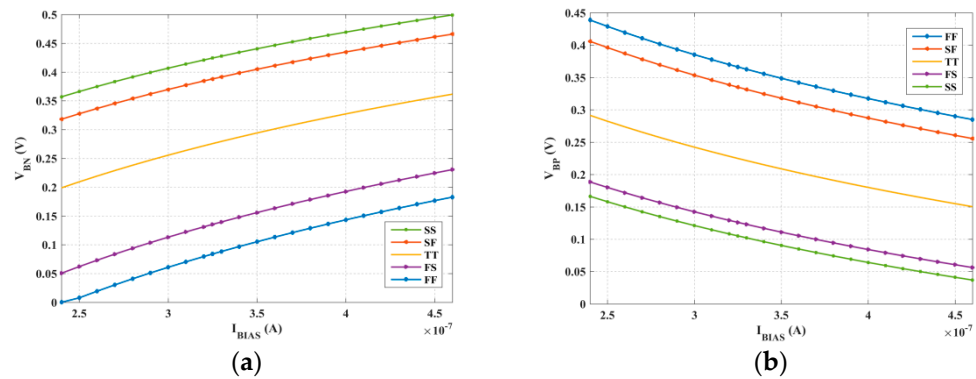 0.5
0.45
0.4
0.35
0.3
0.25
0.2
0.15
0.1
0.05
0
V_BN (V)
2.5 3 3.5 4 4.5
×10⁻⁷
I_BIAS (A)
SS
SF
TT
FS
FF
(a)
0.45
0.4
0.35
0.3
0.25
0.2
0.15
0.1
0.05
0
V_BP (V)
2.5 3 3.5 4 4.5
×10⁻⁷
I_BIAS (A)
FF
SF
TT
FS
SS
(b)